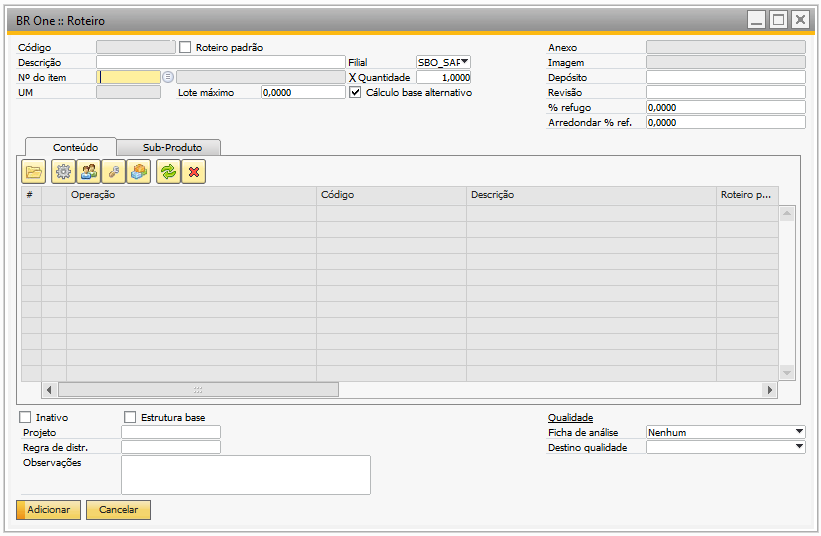 BR One :: Roteiro
Código Roteiro padrão Anexo
Descrição Filial SBO_SAF Imagem
Nº do item X Quantidade 1,0000 Depósito
UM Lote máximo 0,0000 Cálculo base alternativo Revisão
% refugo 0,0000
Arredondar % ref. 0,0000
Conteúdo Sub-Produto
# Operação Código Descrição Roteiro p...
Inativo Estrutura base Qualidade
Projeto Ficha de análise Nenhum
Regra de distr. Destino qualidade
Observações
Adicionar Cancelar